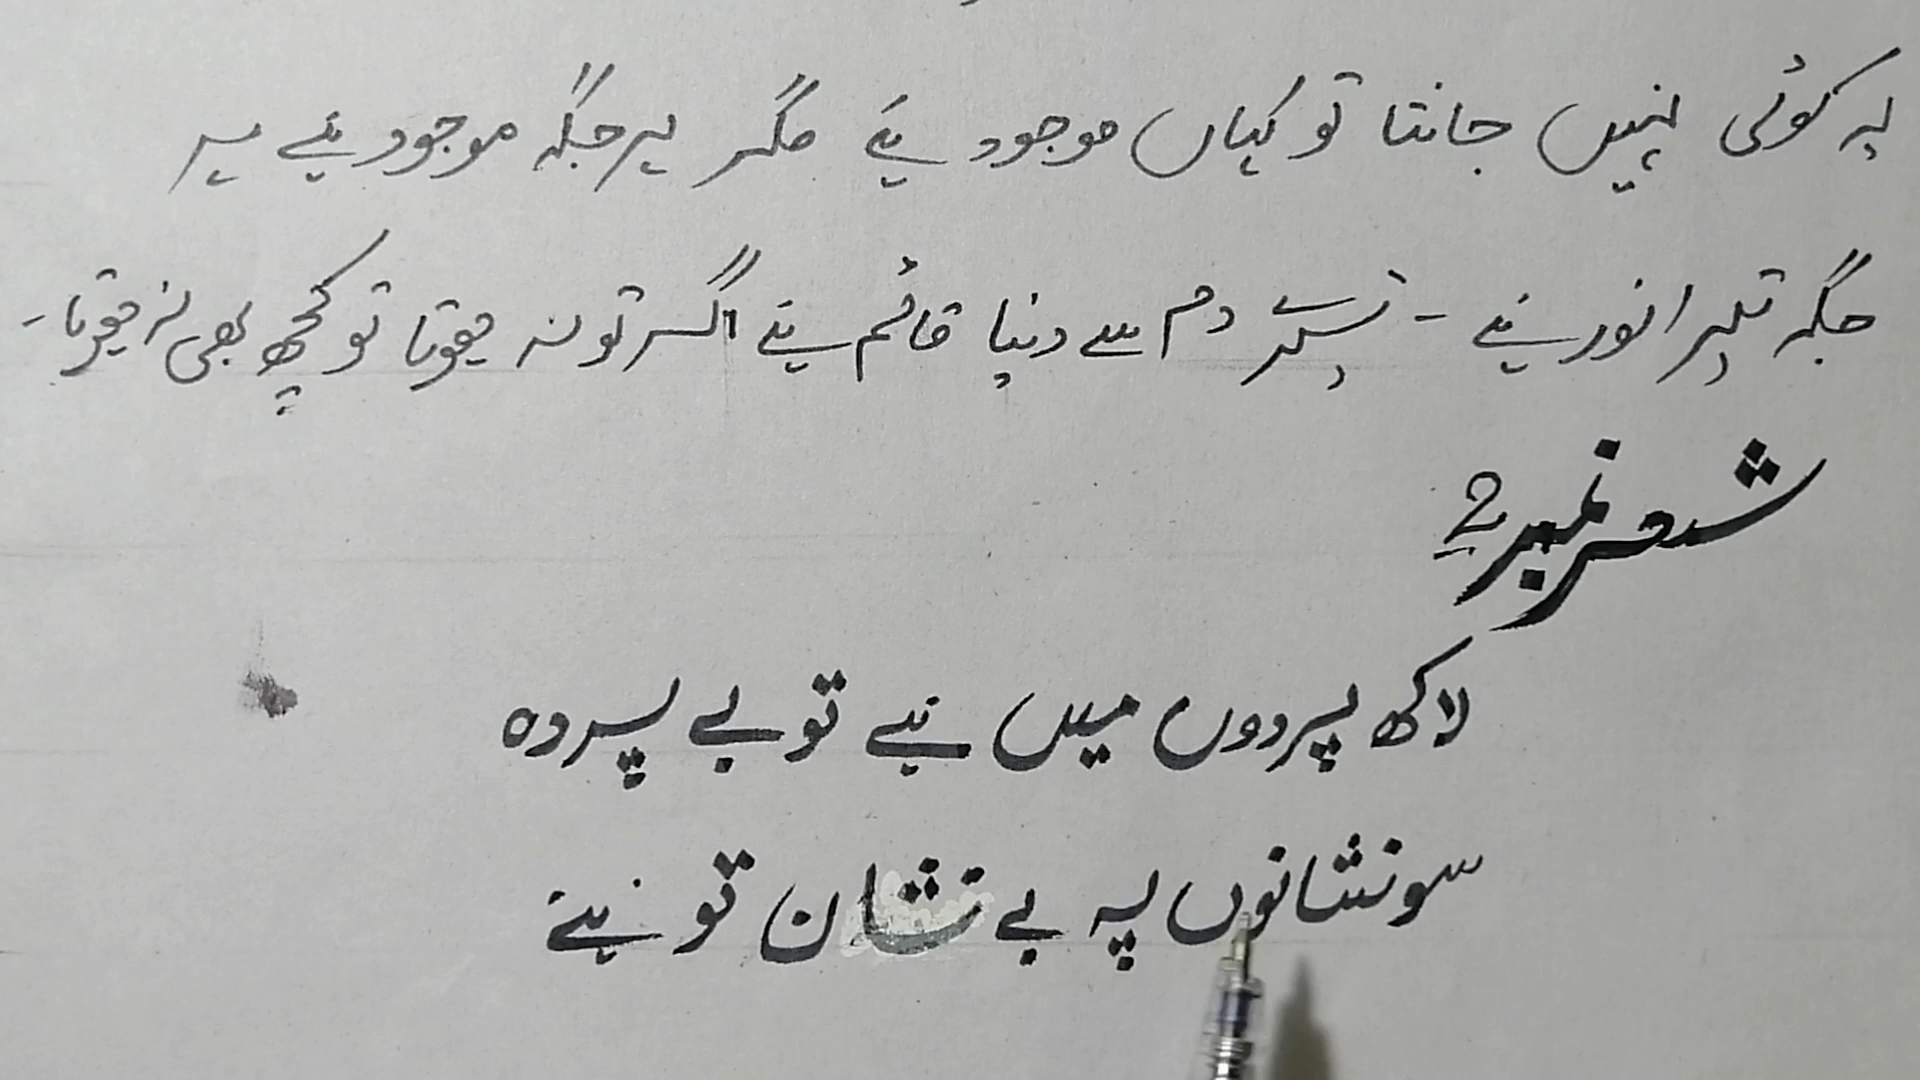 یہ کوئی نہیں جانتا تو کہاں موجود ہے مگر ہر جگہ موجود ہے ہر
جگہ تیرا نور ہے - تیرے دم سے دنیا قائم ہے اگر تو نہ ہوتا تو کچھ بھی نہ ہوتا -
شعر نمبر
لاکھ پردوں میں ہے تو بے پردہ
سو نشانوں پہ بے نشان تو ہے